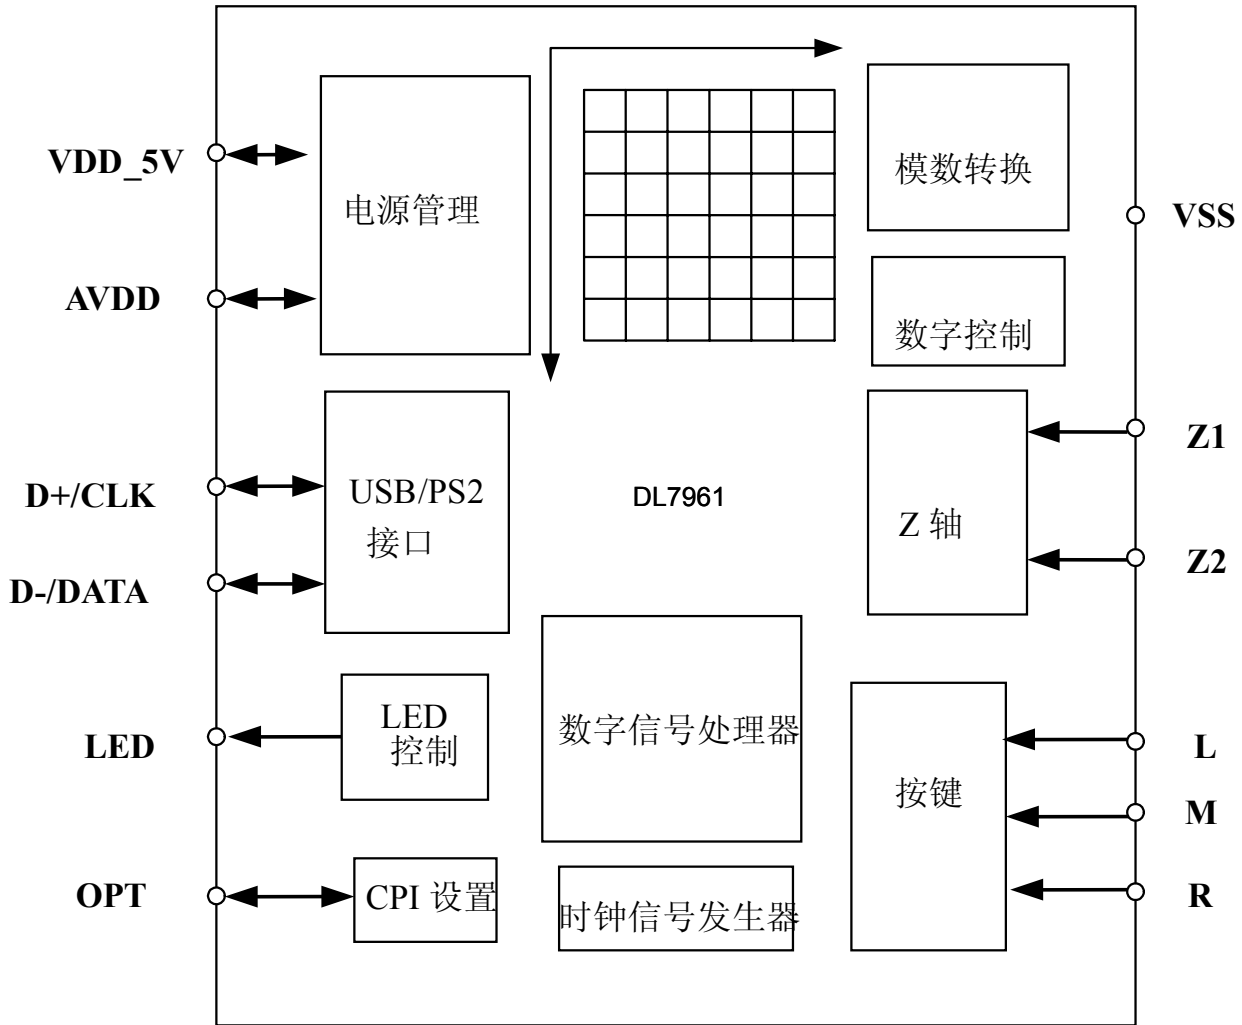 VDD_5V
电源管理
模数转换
VSS
AVDD
数字控制
Z1
D+/CLK
USB/PS2
接口
DL7961
Z 轴
Z2
D-/DATA
LED
LED
控制
数字信号处理器
L
按键
M
OPT
CPI 设置
时钟信号发生器
R